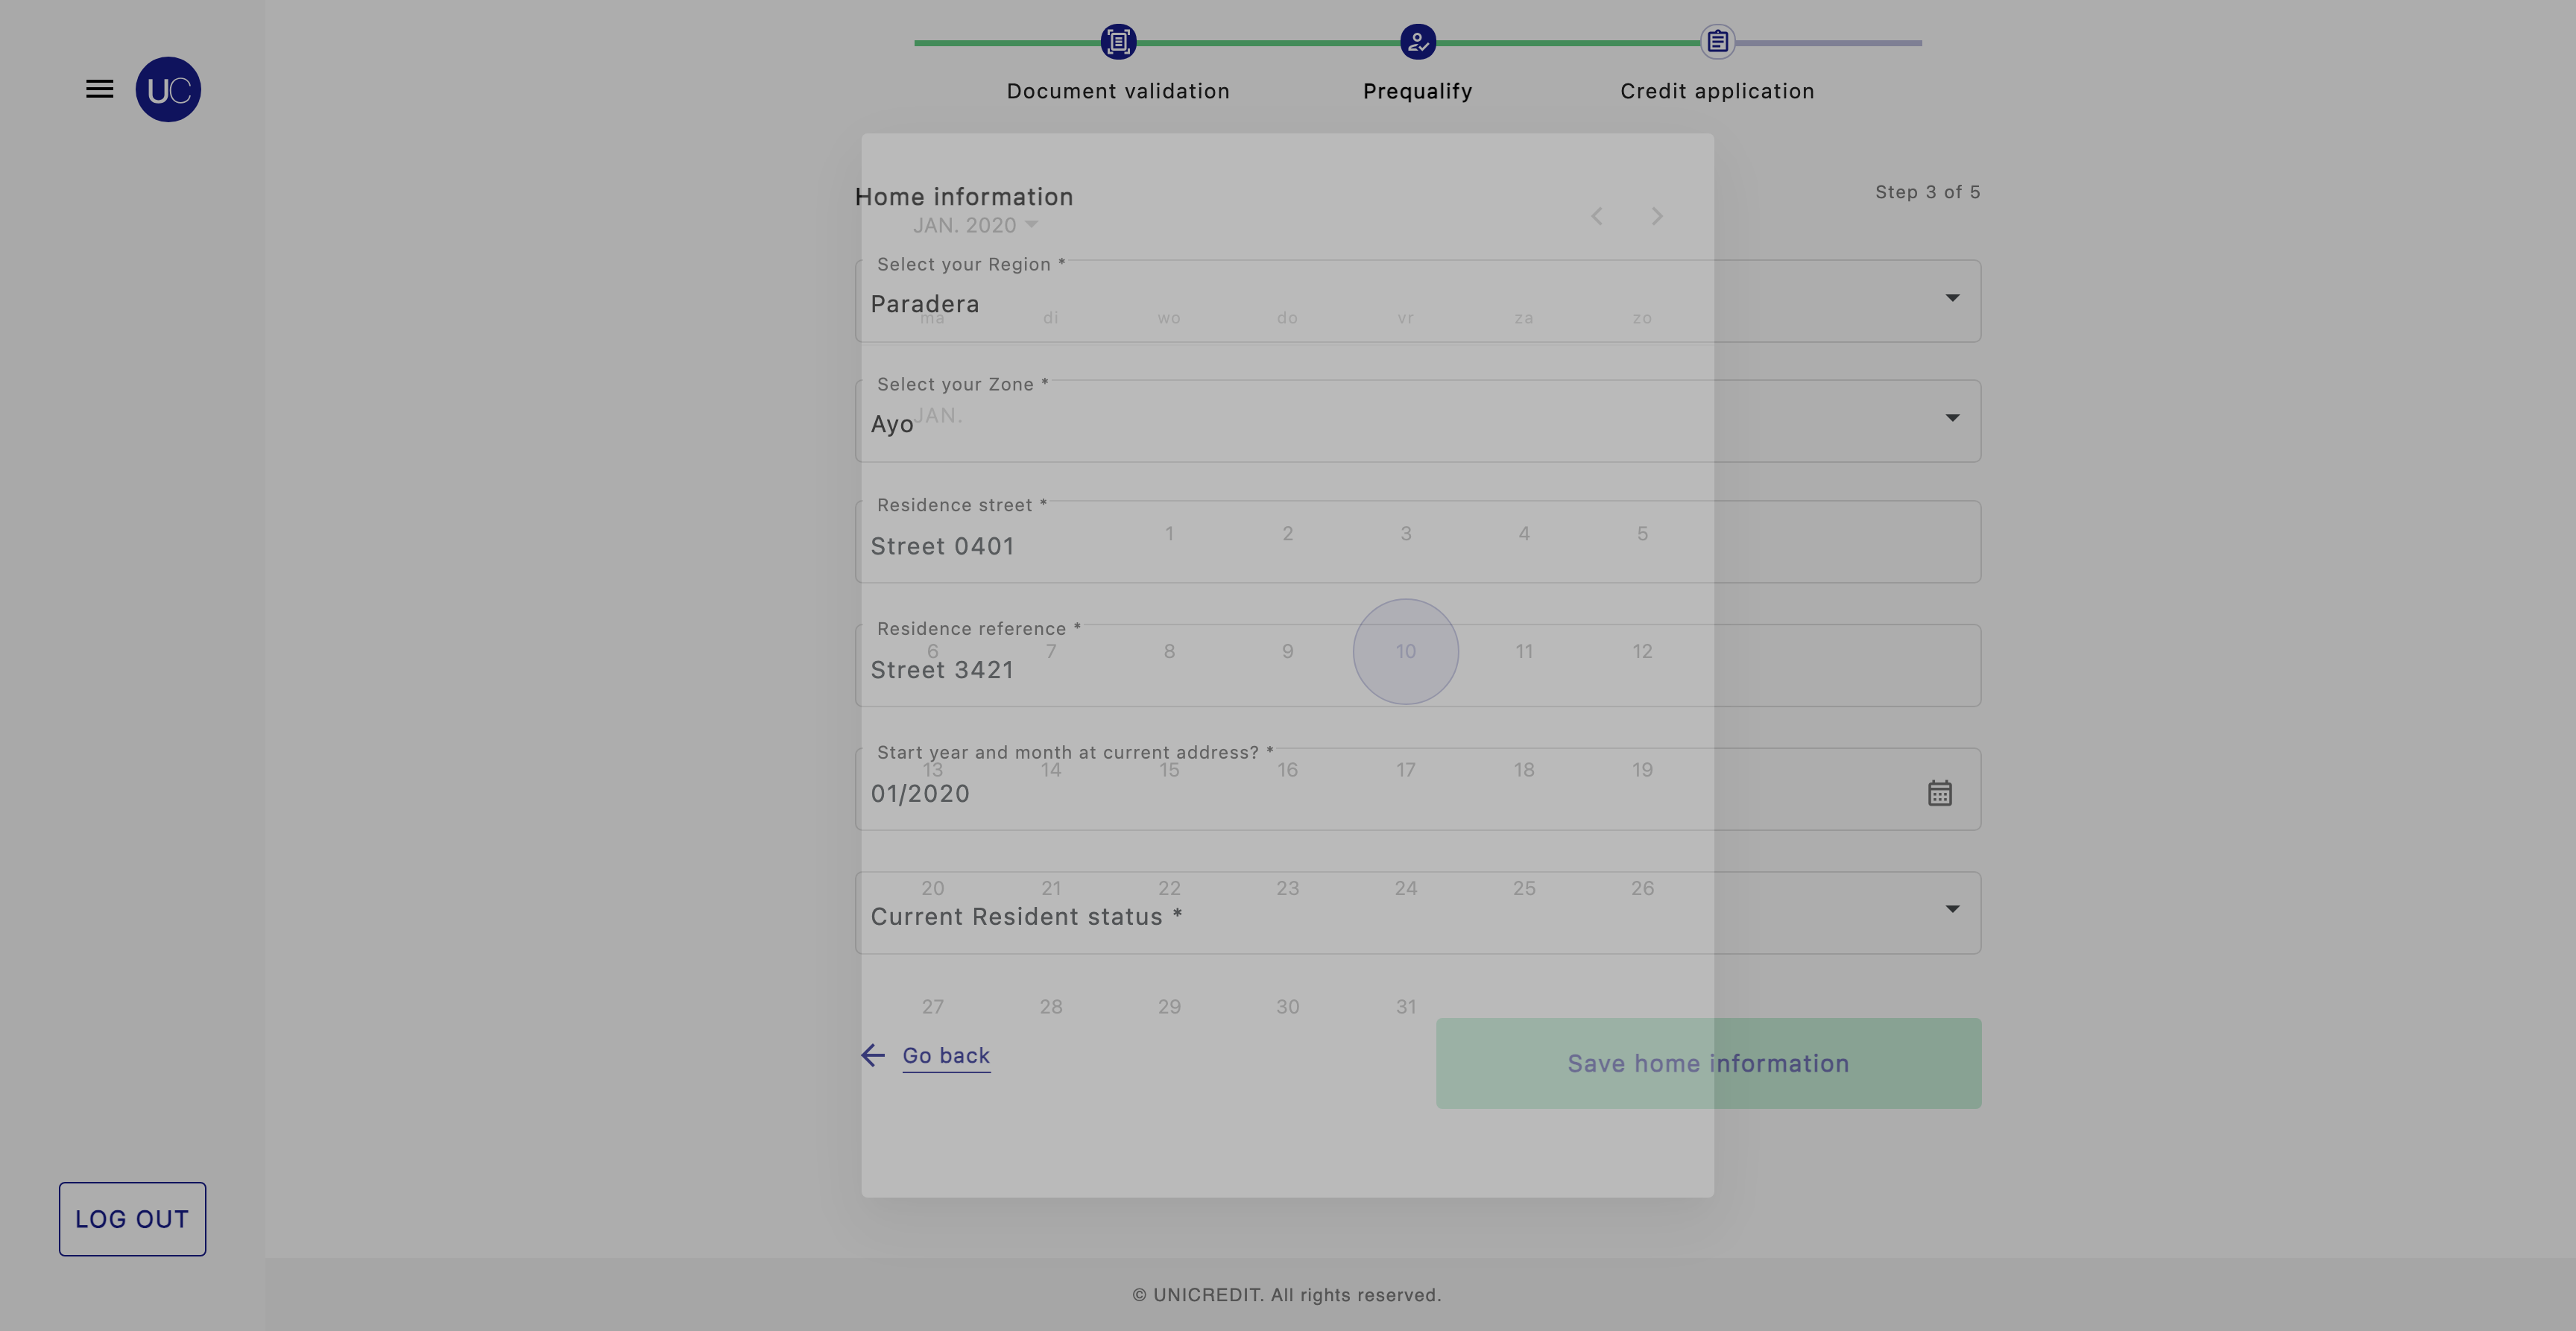 UC
Document validation
Prequalify
Credit application
Home information
Step 3 of 5
JAN. 2020
Select your Region *
Paradera
ma di wo do vr za zo
Select your Zone *
Ayo
JAN.
Residence street *
Street 0401
1 2 3 4 5
Residence reference *
6 7 8 9 10 11 12
Street 3421
Start year and month at current address? *
13 14 15 16 17 18 19
01/2020
20 21 22 23 24 25 26
Current Resident status *
27 28 29 30 31
Go back
Save home information
LOG OUT
© UNICREDIT. All rights reserved.